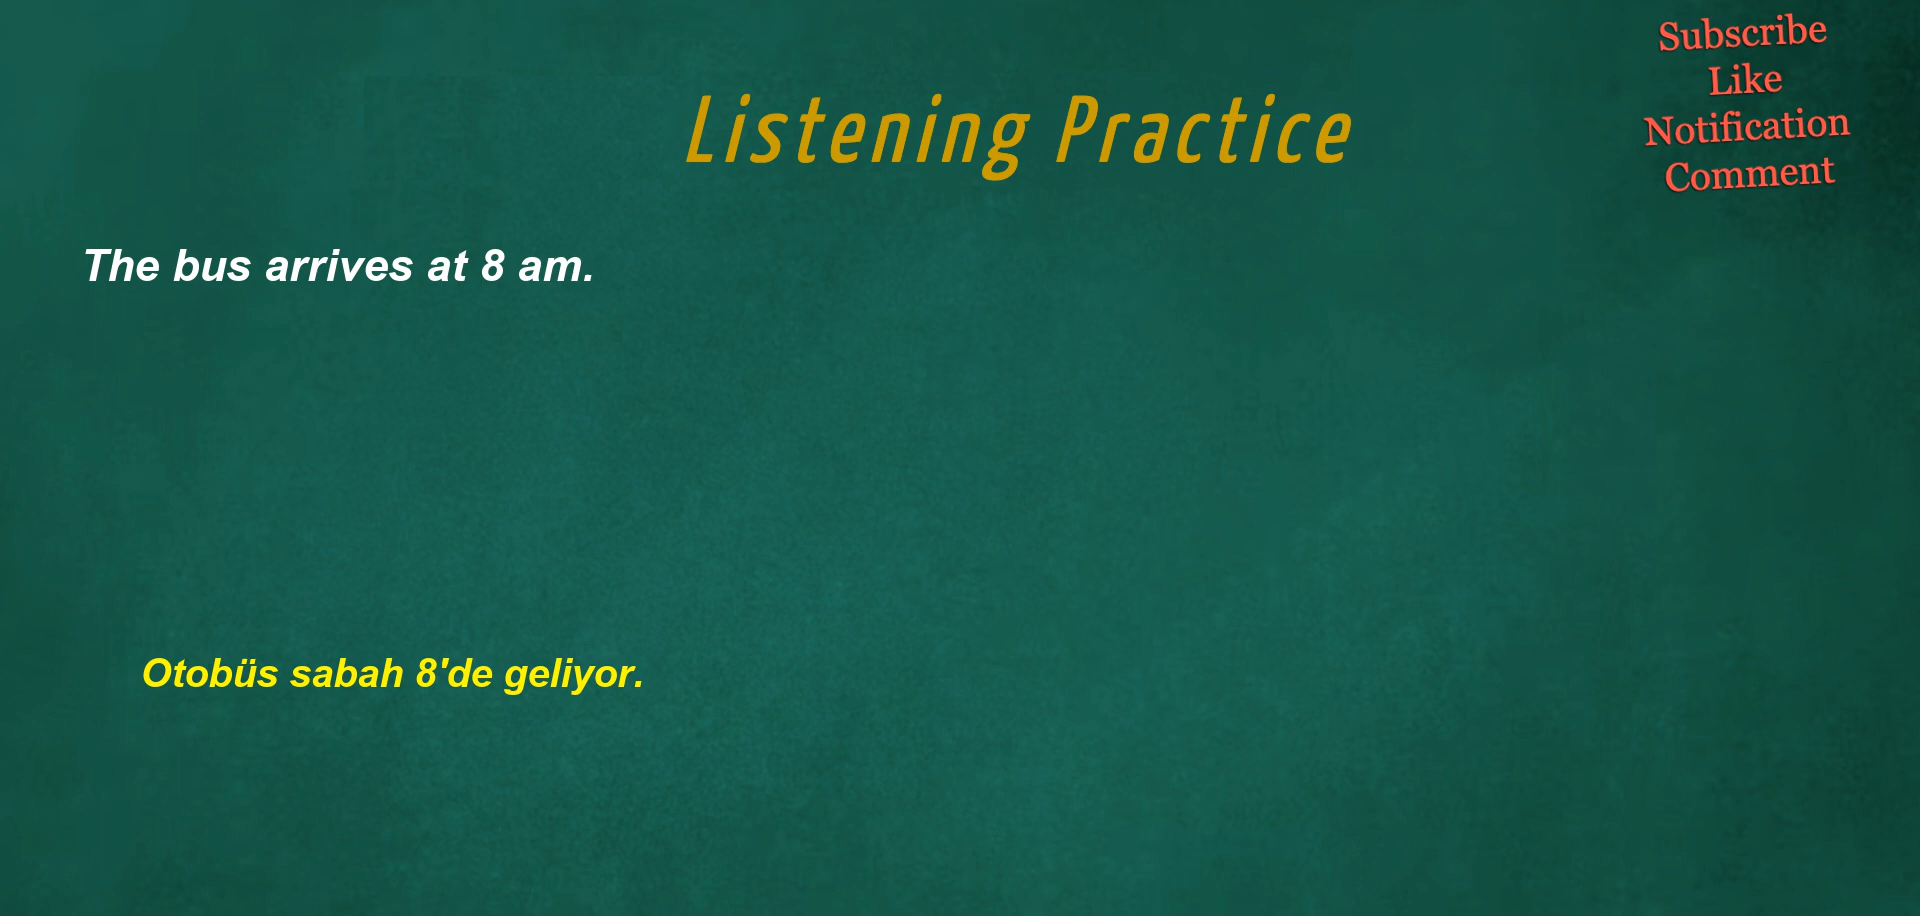 Subscribe
Like
Notification
Comment
Listening Practice
The bus arrives at 8 am.
Otobüs sabah 8'de geliyor.